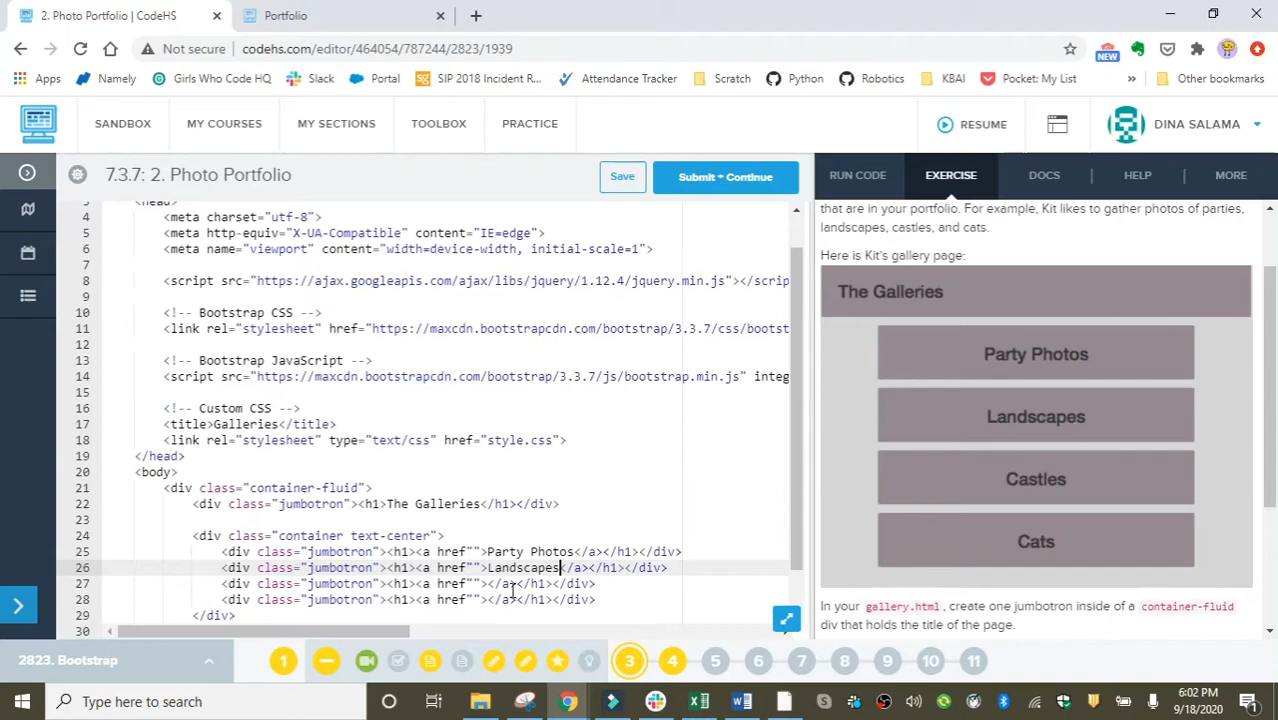 2. Photo Portfolio | CodeHS
Portfolio
Not secure
codehs.com/editor/464054/787244/2823/1939
NEW
Apps
Namely
Girls Who Code HQ
Slack
Portal
SIP 2018 Incident R...
Attendance Tracker
Scratch
Python
Robotics
KBAI
Pocket: My List
»
Other bookmarks
SANDBOX
MY COURSES
MY SECTIONS
TOOLBOX
PRACTICE
RESUME
DINA SALAMA
7.3.7: 2. Photo Portfolio
Save
Submit + Continue
RUN CODE
EXERCISE
DOCS
HELP
MORE
3 <head>
4 <meta charset="utf-8">
5 <meta http-equiv="X-UA-Compatible" content="IE=edge">
6 <meta name="viewport" content="width=device-width, initial-scale=1">
7
8 <script src="https://ajax.googleapis.com/ajax/libs/jquery/1.12.4/jquery.min.js"></scrip
9
10 <!-- Bootstrap CSS -->
11 <link rel="stylesheet" href="https://maxcdn.bootstrapcdn.com/bootstrap/3.3.7/css/bootst
12
13 <!-- Bootstrap JavaScript -->
14 <script src="https://maxcdn.bootstrapcdn.com/bootstrap/3.3.7/js/bootstrap.min.js" integ
15
16 <!-- Custom CSS -->
17 <title>Galleries</title>
18 <link rel="stylesheet" type="text/css" href="style.css">
19 </head>
20 <body>
21 <div class="container-fluid">
22 <div class="jumbotron"><h1>The Galleries</h1></div>
23
24 <div class="container text-center">
25 <div class="jumbotron"><h1><a href"">Party Photos</a></h1></div>
26 <div class="jumbotron"><h1><a href"">Landscapes</a></h1></div>
27 <div class="jumbotron"><h1><a href""></a></h1></div>
28 <div class="jumbotron"><h1><a href""></a></h1></div>
29 </div>
30
that are in your portfolio. For example, Kit likes to gather photos of parties,
landscapes, castles, and cats.
Here is Kit's gallery page:
The Galleries
Party Photos
Landscapes
Castles
Cats
In your gallery.html, create one jumbotron inside of a container-fluid
div that holds the title of the page.
2823. Bootstrap
1
3 4 5 6 7 8 9 10 11
Type here to search
6:02 PM
9/18/2020
1